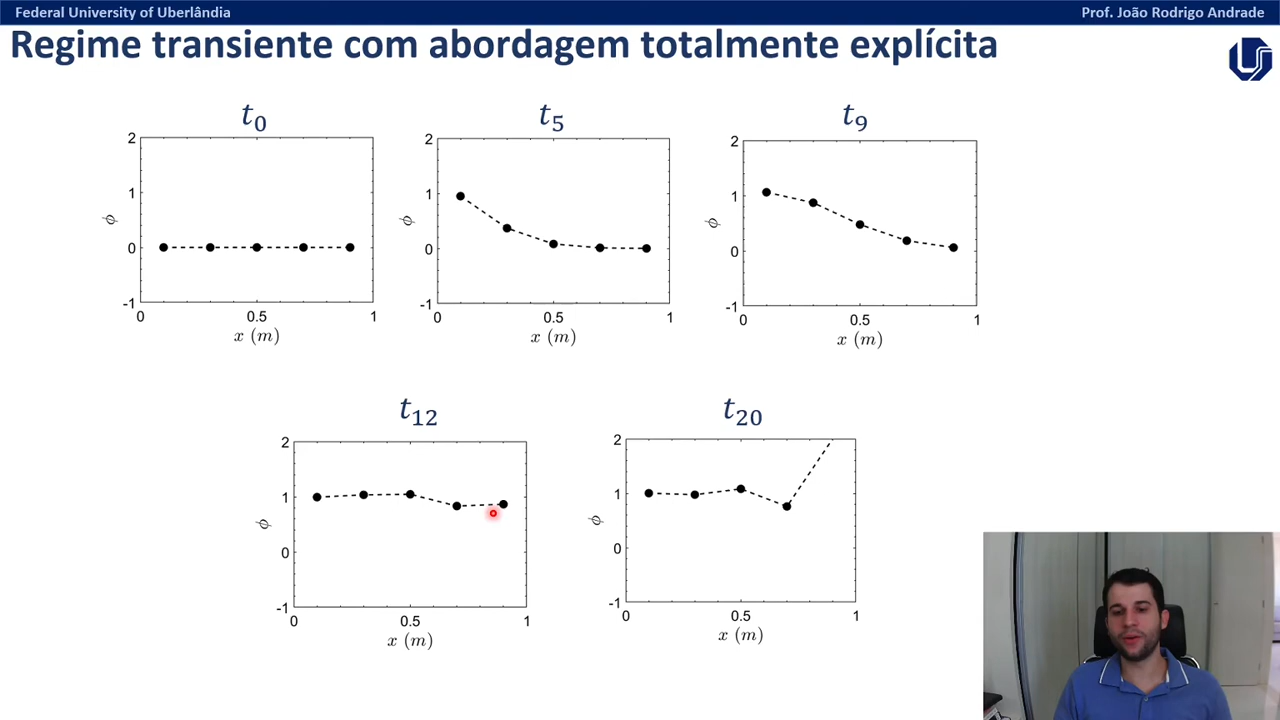 Federal University of Uberlândia
Prof. João Rodrigo Andrade
Regime transiente com abordagem totalmente explícita
t₀
t₅
t₉
2
1
0
-1
ϕ
0
0.5
1
x (m)
2
1
0
-1
ϕ
0
0.5
1
x (m)
2
1
0
-1
ϕ
0
0.5
1
x (m)
t₁₂
t₂₀
2
1
0
-1
ϕ
0
0.5
1
x (m)
2
1
0
-1
ϕ
0
0.5
1
x (m)